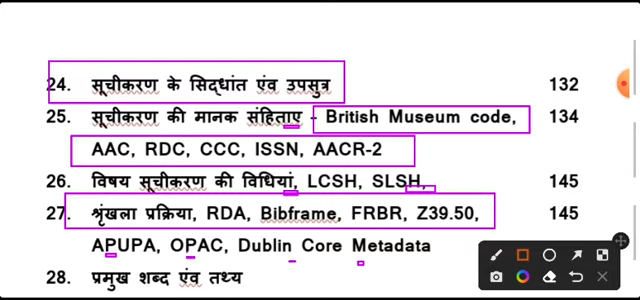 24. सूचीकरण के सिद्धांत एंव उपसुत्र 132
25. सूचीकरण की मानक संहिताए - British Museum code, 134
AAC, RDC, CCC, ISSN, AACR-2
26. विषय सूचीकरण की विधियां, LCSH, SLSH, 145
27. श्रृंखला प्रक्रिया, RDA, Bibframe, FRBR, Z39.50, 145
APUPA, OPAC, Dublin Core Metadata
28. प्रमुख शब्द एंव तथ्य